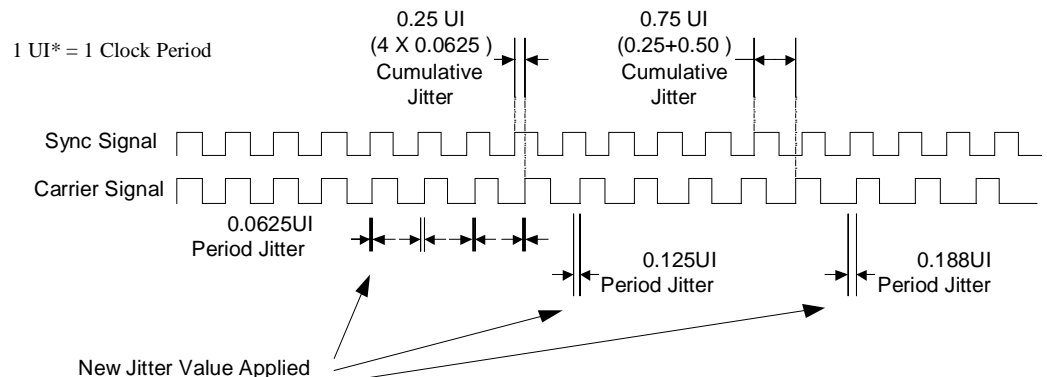 0.25 UI
(4 X 0.0625 )
Cumulative
Jitter
0.75 UI
(0.25+0.50 )
Cumulative
Jitter
1 UI* = 1 Clock Period
Sync Signal
Carrier Signal
0.0625UI
Period Jitter
0.125UI
Period Jitter
0.188UI
Period Jitter
New Jitter Value Applied